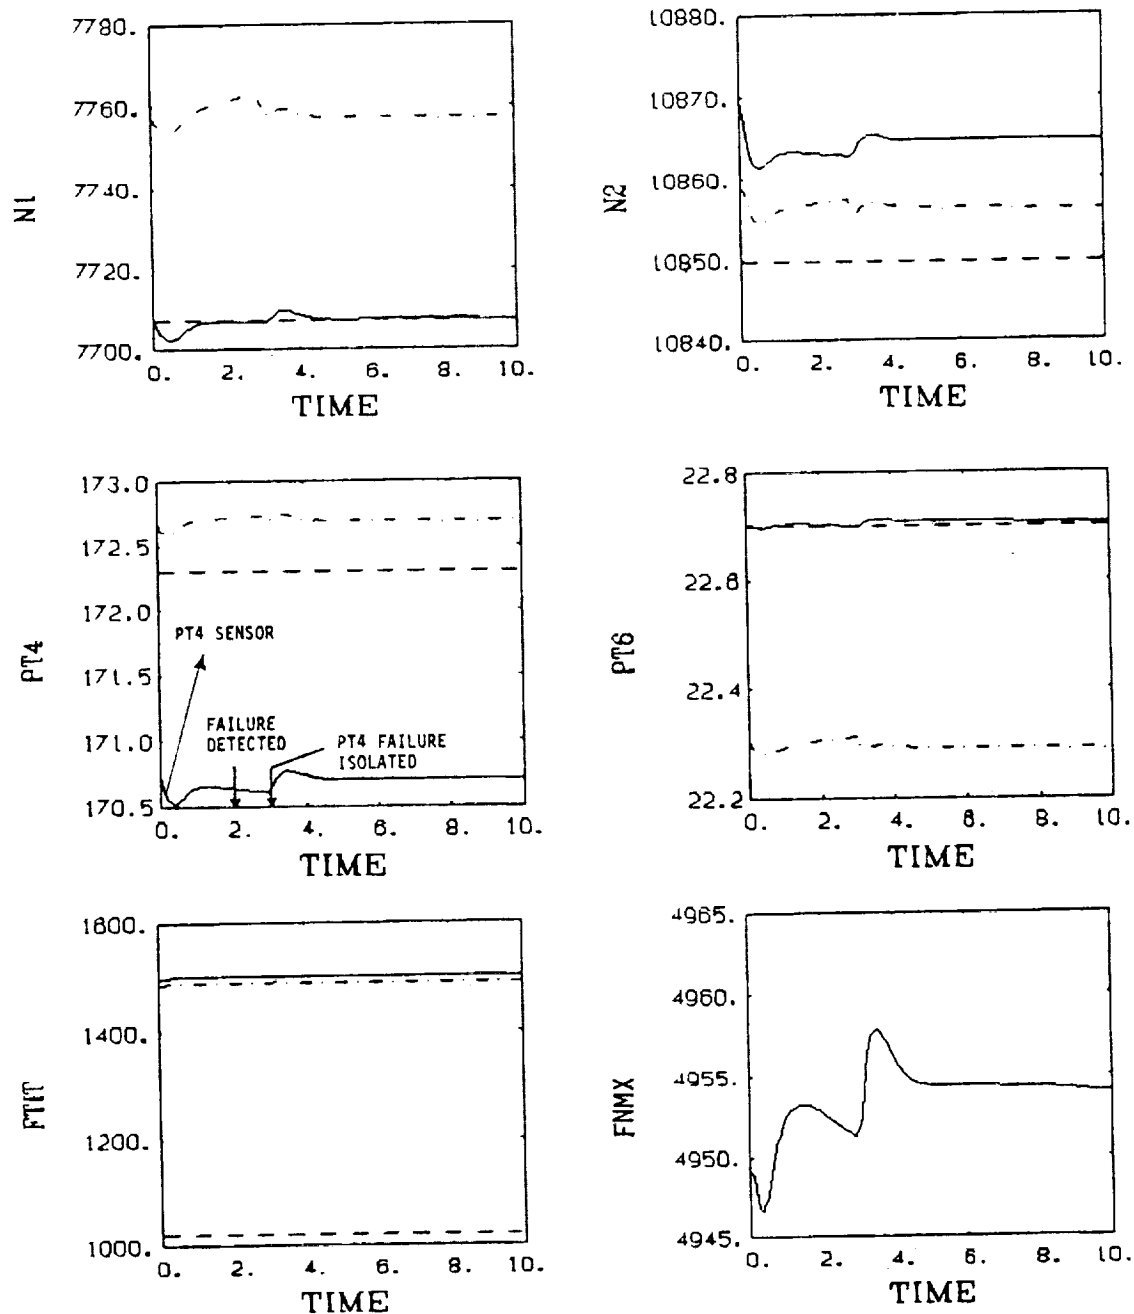 7780.
7760.
7740.
7720.
7700.
N1
0. 2. 4. 6. 8. 10.
TIME
10880.
10870.
10860.
10850.
10840.
N2
0. 2. 4. 6. 8. 10.
TIME
173.0
172.5
172.0
171.5
171.0
170.5
PT4
PT4 SENSOR
FAILURE
DETECTED
PT4 FAILURE
ISOLATED
0. 2. 4. 6. 8. 10.
TIME
22.8
22.6
22.4
22.2
PT6
0. 2. 4. 6. 8. 10.
TIME
1600.
1400.
1200.
1000.
FTIT
0. 2. 4. 6. 8. 10.
TIME
4965.
4960.
4955.
4950.
4945.
FNMX
0. 2. 4. 6. 8. 10.
TIME